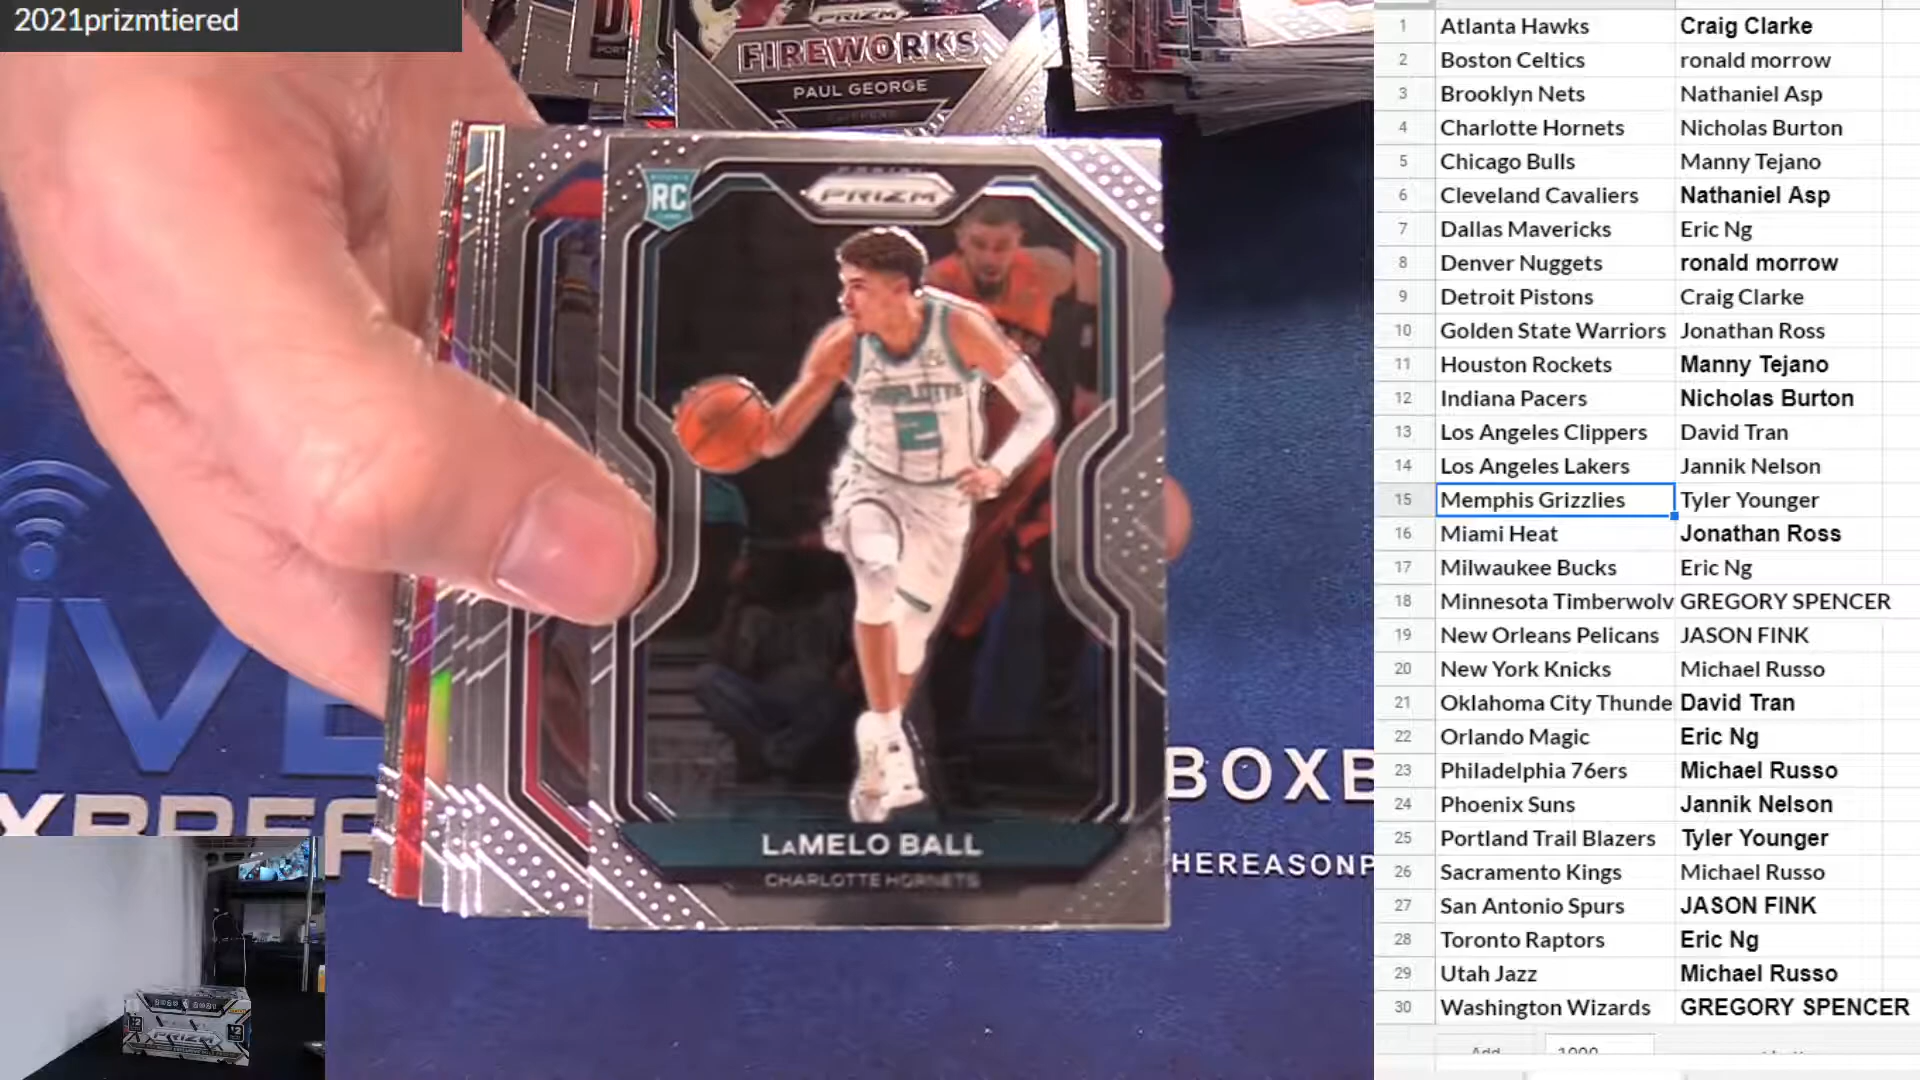 2021prizmtiered
PRIZM
FIREWORKS
PAUL GEORGE
ROOKIE
RC
PRIZM
CHARLOTTE
2
LaMELO BALL
CHARLOTTE HORNETS
BOXB
HEREASONP
PRIZM
12
1 Atlanta Hawks Craig Clarke
2 Boston Celtics ronald morrow
3 Brooklyn Nets Nathaniel Asp
4 Charlotte Hornets Nicholas Burton
5 Chicago Bulls Manny Tejano
6 Cleveland Cavaliers Nathaniel Asp
7 Dallas Mavericks Eric Ng
8 Denver Nuggets ronald morrow
9 Detroit Pistons Craig Clarke
10 Golden State Warriors Jonathan Ross
11 Houston Rockets Manny Tejano
12 Indiana Pacers Nicholas Burton
13 Los Angeles Clippers David Tran
14 Los Angeles Lakers Jannik Nelson
15 Memphis Grizzlies Tyler Younger
16 Miami Heat Jonathan Ross
17 Milwaukee Bucks Eric Ng
18 Minnesota Timberwolv GREGORY SPENCER
19 New Orleans Pelicans JASON FINK
20 New York Knicks Michael Russo
21 Oklahoma City Thunde David Tran
22 Orlando Magic Eric Ng
23 Philadelphia 76ers Michael Russo
24 Phoenix Suns Jannik Nelson
25 Portland Trail Blazers Tyler Younger
26 Sacramento Kings Michael Russo
27 San Antonio Spurs JASON FINK
28 Toronto Raptors Eric Ng
29 Utah Jazz Michael Russo
30 Washington Wizards GREGORY SPENCER
Add 1000